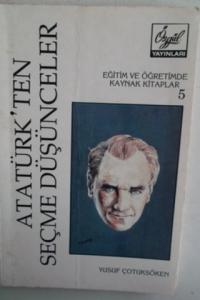 ATATÜRK'TEN
SEÇME DÜŞÜNCELER
Özgül
YAYINLARI
EĞİTİM VE ÖĞRETİMDE
KAYNAK KİTAPLAR
5
YUSUF ÇOTUKSÖKEN